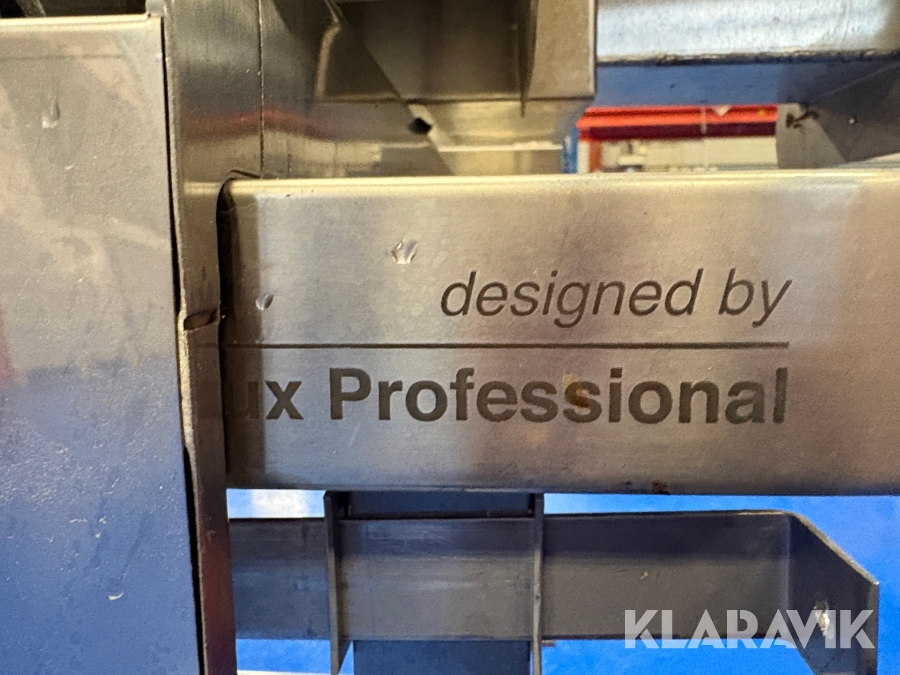 designed by
ux Professional
KLARAVIK